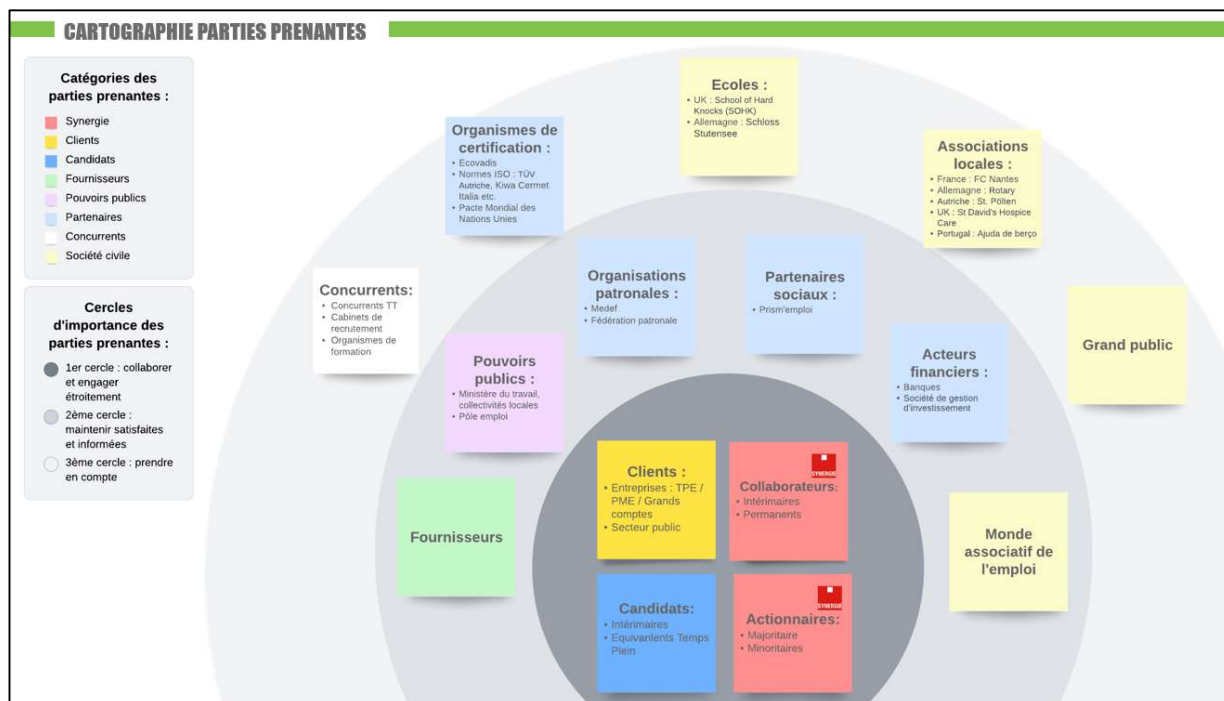 CARTOGRAPHIE PARTIES PRENANTES
Catégories des
parties prenantes :
Synergie
Clients
Candidats
Fournisseurs
Pouvoirs publics
Partenaires
Concurrents
Société civile
Cercles
d'importance des
parties prenantes :
1er cercle : collaborer
et engager
étroitement
2ème cercle :
maintenir satisfaites
et informées
3ème cercle : prendre
en compte
Ecoles :
• UK : School of Hard
Knocks (SOHK)
• Allemagne : Schloss
Stutensee
Organismes de
certification :
• Ecovadis
• Normes ISO : TÜV
Autriche, Kiwa Cermet
Italia etc.
• Pacte Mondial des
Nations Unies
Associations
locales :
• France : FC Nantes
• Allemagne : Rotary
• Autriche : St. Pölten
• UK : St David's Hospice
Care
• Portugal : Ajuda de berço
Concurrents:
• Concurrents TT
• Cabinets de
recrutement
• Organismes de
formation
Organisations
patronales :
• Medef
• Fédération patronale
Partenaires
sociaux :
• Prism'emploi
Grand public
Pouvoirs
publics :
• Ministère du travail,
collectivités locales
• Pôle emploi
Acteurs
financiers :
• Banques
• Société de gestion
d'investissement
Clients :
• Entreprises : TPE /
PME / Grands
comptes
• Secteur public
SYNERGIE
Collaborateurs:
• Intérimaires
• Permanents
Fournisseurs
Monde
associatif de
l'emploi
Candidats:
• Intérimaires
• Equivanlents Temps
Plein
SYNERGIE
Actionnaires:
• Majoritaire
• Minoritaires